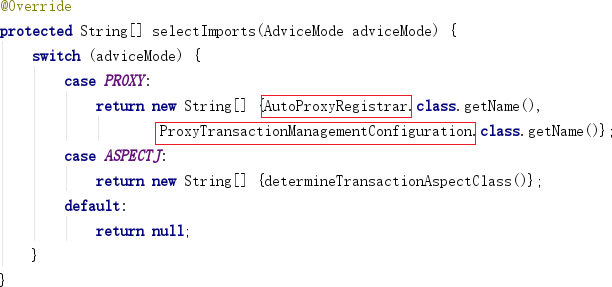 @Override
protected String[] selectImports(AdviceMode adviceMode) {
    switch (adviceMode) {
        case PROXY:
            return new String[] {AutoProxyRegistrar.class.getName(),
                    ProxyTransactionManagementConfiguration.class.getName()};
        case ASPECTJ:
            return new String[] {determineTransactionAspectClass()};
        default:
            return null;
    }
}